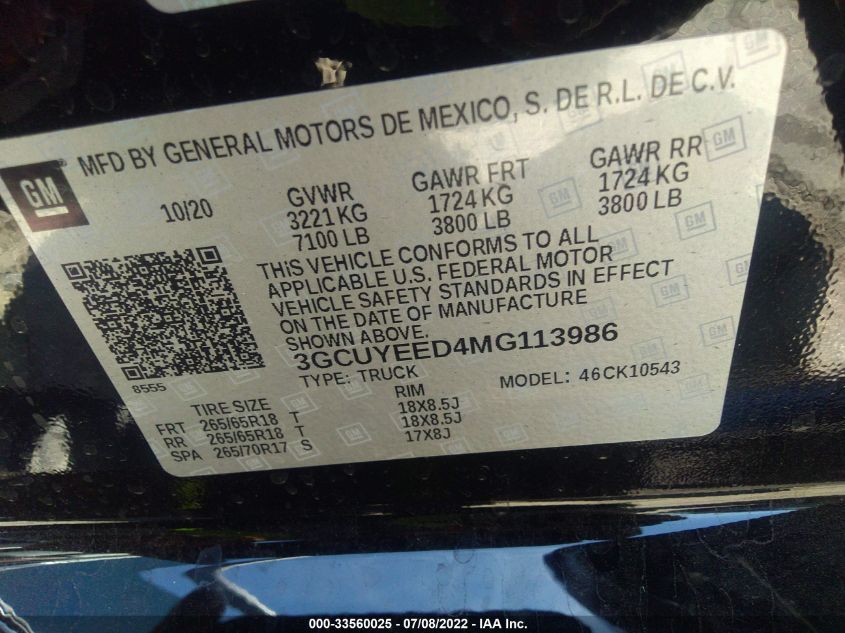 MFD BY GENERAL MOTORS DE MEXICO, S. DE R.L. DE C.V.
GM
10/20
GVWR
3221 KG
7100 LB
GAWR FRT
1724 KG
3800 LB
GAWR RR
1724 KG
3800 LB
THIS VEHICLE CONFORMS TO ALL
APPLICABLE U.S. FEDERAL MOTOR
VEHICLE SAFETY STANDARDS IN EFFECT
ON THE DATE OF MANUFACTURE
SHOWN ABOVE.
8555
3GCUYEED4MG113986
TYPE: TRUCK
MODEL: 46CK10543
TIRE SIZE RIM
FRT 265/65R18 T 18X8.5J
RR 265/65R18 T 18X8.5J
SPA 265/70R17 S 17X8J
000-33560025 - 07/08/2022 - IAA Inc.